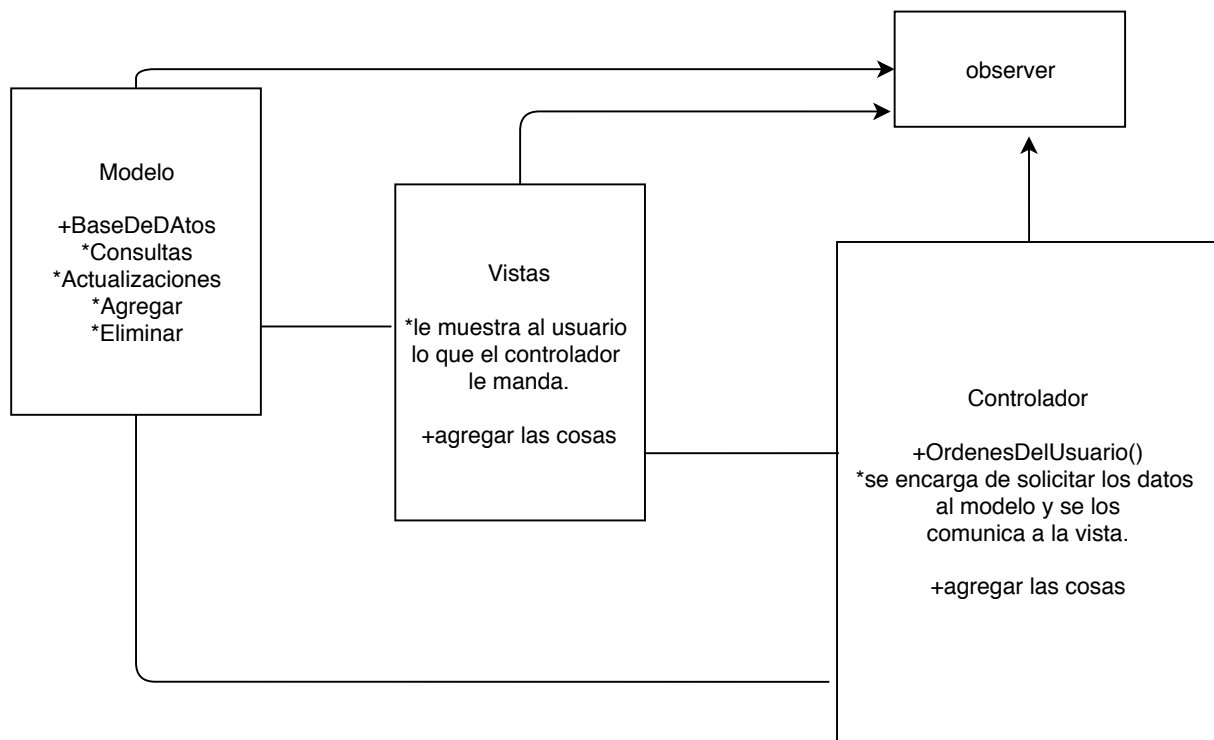 observer
Modelo
+BaseDeDAtos
*Consultas
*Actualizaciones
*Agregar
*Eliminar
Vistas
*le muestra al usuario
lo que el controlador
le manda.
+agregar las cosas
Controlador
+OrdenesDelUsuario()
*se encarga de solicitar los datos
al modelo y se los
comunica a la vista.
+agregar las cosas